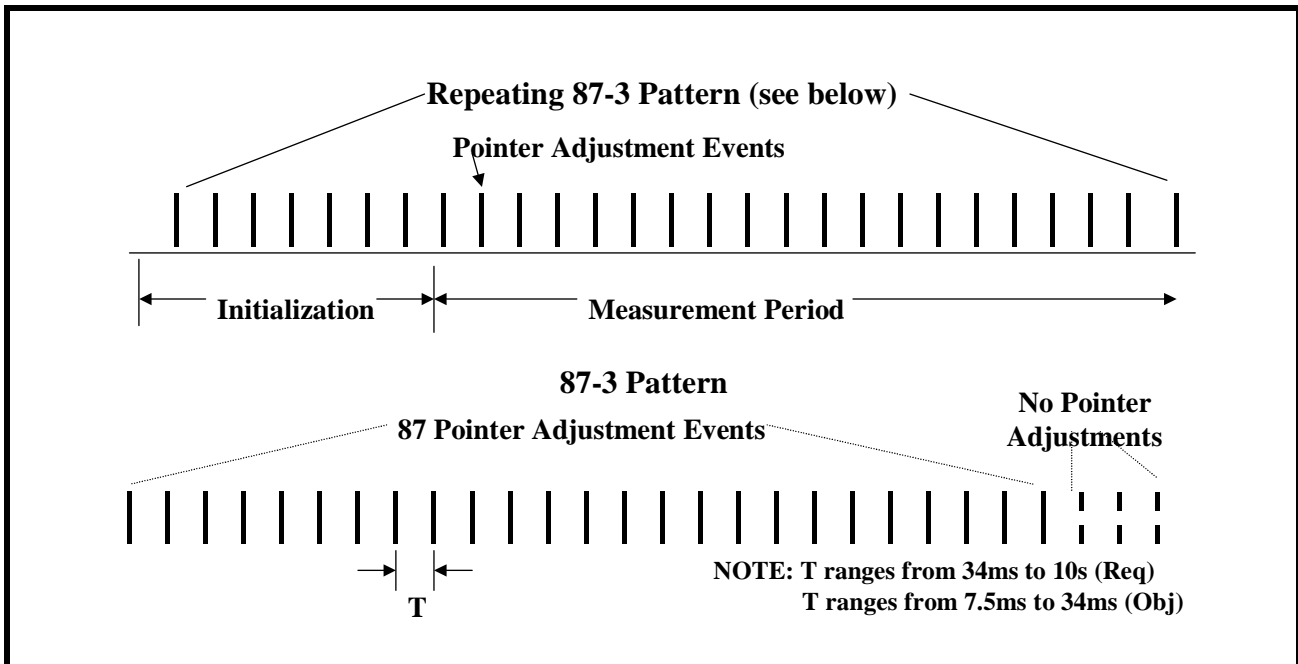 Repeating 87-3 Pattern (see below)
Pointer Adjustment Events
Initialization
Measurement Period
87-3 Pattern
87 Pointer Adjustment Events
No Pointer
Adjustments
T
NOTE: T ranges from 34ms to 10s (Req)
T ranges from 7.5ms to 34ms (Obj)